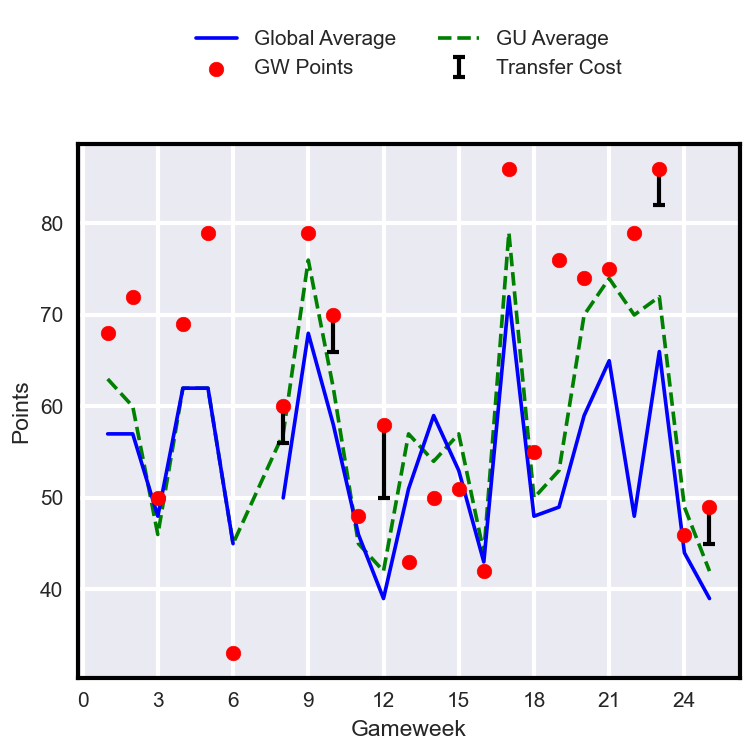 Global Average GU Average
GW Points Transfer Cost
80
70
60
50
40
Points
0 3 6 9 12 15 18 21 24
Gameweek